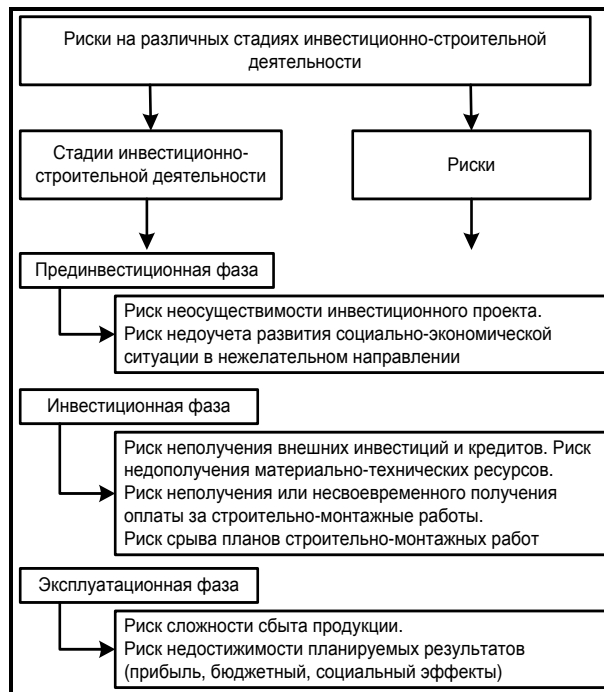 Риски на различных стадиях инвестиционно-строительной
деятельности
Стадии инвестиционно-
строительной деятельности
Риски
Прединвестиционная фаза
Риск неосуществимости инвестиционного проекта.
Риск недоучета развития социально-экономической
ситуации в нежелательном направлении
Инвестиционная фаза
Риск неполучения внешних инвестиций и кредитов. Риск
недополучения материально-технических ресурсов.
Риск неполучения или несвоевременного получения
оплаты за строительно-монтажные работы.
Риск срыва планов строительно-монтажных работ
Эксплуатационная фаза
Риск сложности сбыта продукции.
Риск недостижимости планируемых результатов
(прибыль, бюджетный, социальный эффекты)